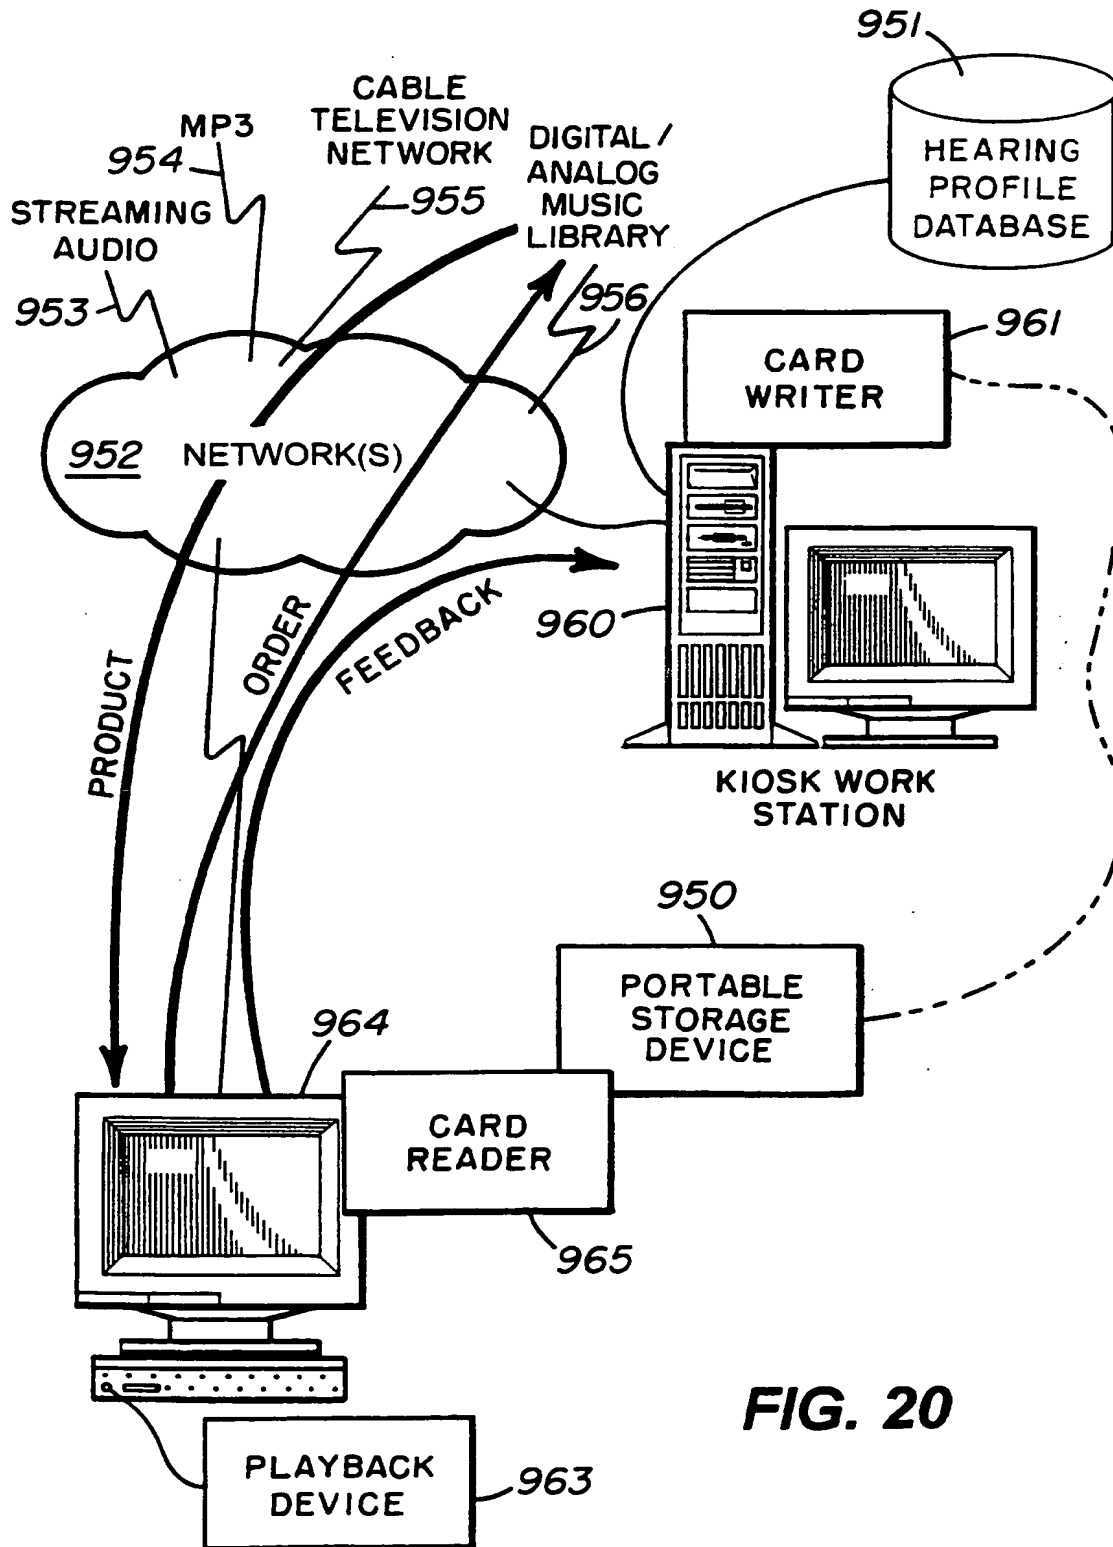 951
HEARING
PROFILE
DATABASE
CABLE
TELEVISION
NETWORK
955
MP3
954
DIGITAL /
ANALOG
MUSIC
LIBRARY
956
STREAMING
AUDIO
953
961
CARD
WRITER
952
NETWORK(S)
960
PRODUCT
ORDER
FEEDBACK
KIOSK WORK
STATION
950
PORTABLE
STORAGE
DEVICE
964
CARD
READER
965
FIG. 20
PLAYBACK
DEVICE
963